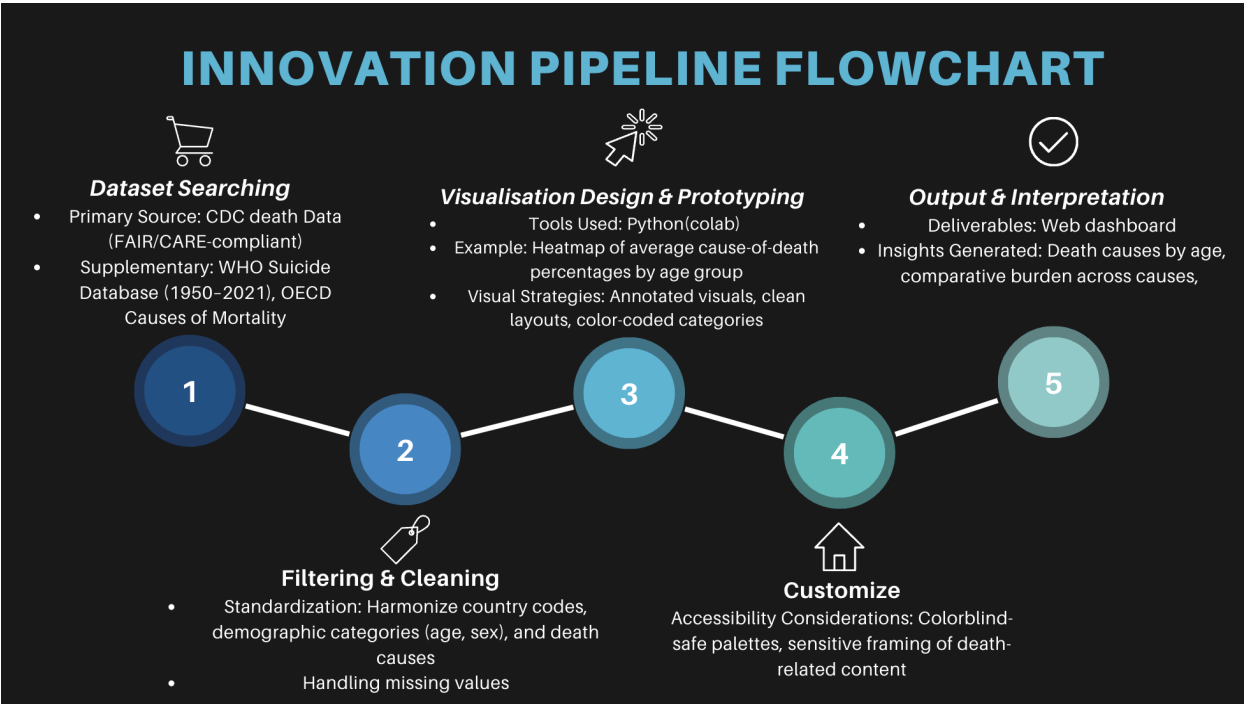 INNOVATION PIPELINE FLOWCHART
Dataset Searching
• Primary Source: CDC death Data
(FAIR/CARE-compliant)
• Supplementary: WHO Suicide
Database (1950–2021), OECD
Causes of Mortality
1
Filtering & Cleaning
• Standardization: Harmonize country codes,
demographic categories (age, sex), and death
causes
• Handling missing values
2
Visualisation Design & Prototyping
• Tools Used: Python(colab)
• Example: Heatmap of average cause-of-death
percentages by age group
• Visual Strategies: Annotated visuals, clean
layouts, color-coded categories
3
Customize
Accessibility Considerations: Colorblind-
safe palettes, sensitive framing of death-
related content
4
Output & Interpretation
• Deliverables: Web dashboard
• Insights Generated: Death causes by age,
comparative burden across causes,
5